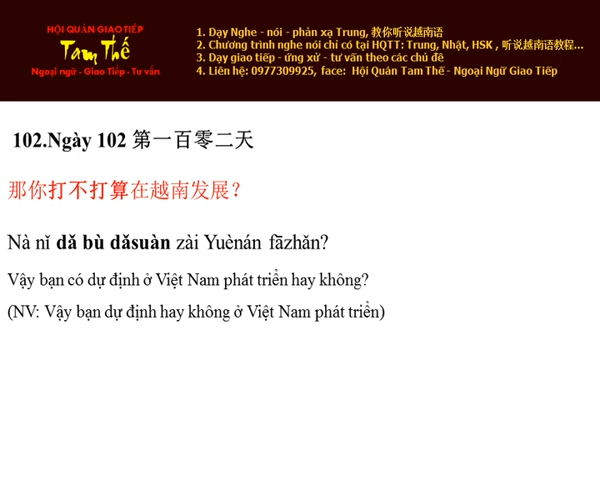 HỘI QUÁN GIAO TIẾP
Tam Thế
Ngoại ngữ - Giao Tiếp - Tư vấn
1. Dạy Nghe - nói - phản xạ Trung, 教你听说越南语
2. Chương trình nghe nói chỉ có tại HQTT: Trung, Nhật, HSK , 听说越南语教程...
3. Dạy giao tiếp - ứng xử - tư vấn theo các chủ đề
4. Liên hệ: 0977309925, face: Hội Quán Tam Thế - Ngoại Ngữ Giao Tiếp
102.Ngày 102 第一百零二天
那你打不打算在越南发展？
Nà nǐ dǎ bù dǎsuàn zài Yuènán fāzhǎn?
Vậy bạn có dự định ở Việt Nam phát triển hay không?
(NV: Vậy bạn dự định hay không ở Việt Nam phát triển)